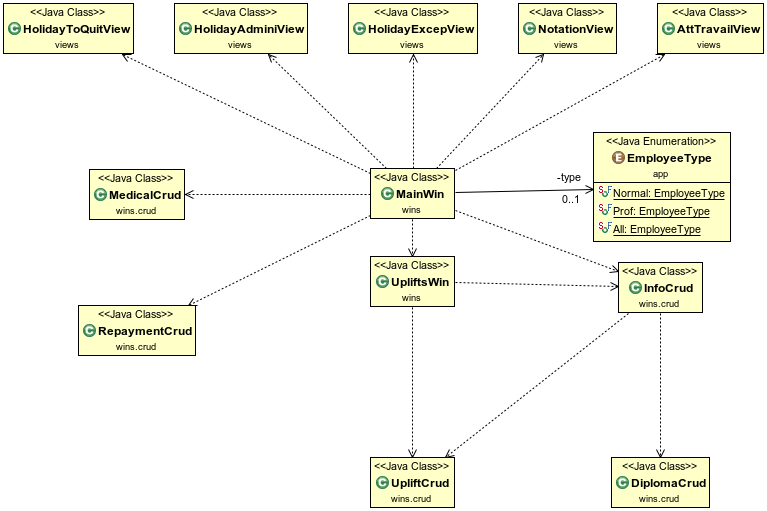 <<Java Class>>
HolidayToQuitView
views
<<Java Class>>
HolidayAdminiView
views
<<Java Class>>
HolidayExcepView
views
<<Java Class>>
NotationView
views
<<Java Class>>
AttTravailView
views
<<Java Enumeration>>
EmployeeType
app
Normal: EmployeeType
Prof: EmployeeType
All: EmployeeType
<<Java Class>>
MedicalCrud
wins.crud
<<Java Class>>
MainWin
wins
-type
0..1
<<Java Class>>
UpliftsWin
wins
<<Java Class>>
InfoCrud
wins.crud
<<Java Class>>
RepaymentCrud
wins.crud
<<Java Class>>
UpliftCrud
wins.crud
<<Java Class>>
DiplomaCrud
wins.crud